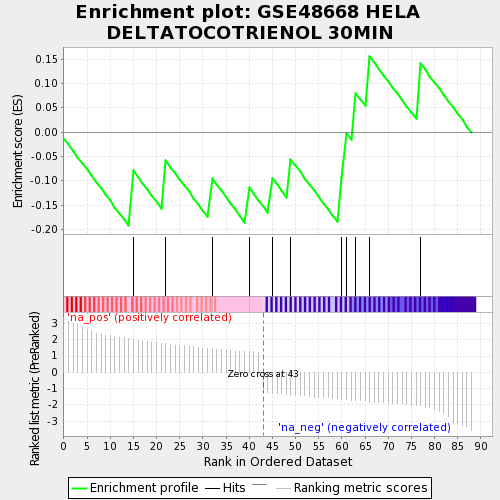 Enrichment plot: GSE48668 HELA
DELTATOCOTRIENOL 30MIN
Enrichment score (ES)
0.15
0.10
0.05
0.00
-0.05
-0.10
-0.15
-0.20
'na_pos' (positively correlated)
Ranked list metric (PreRanked)
3
2
1
0
-1
-2
-3
Zero cross at 43
'na_neg' (negatively correlated)
0 5 10 15 20 25 30 35 40 45 50 55 60 65 70 75 80 85 90
Rank in Ordered Dataset
Enrichment profile Hits Ranking metric scores